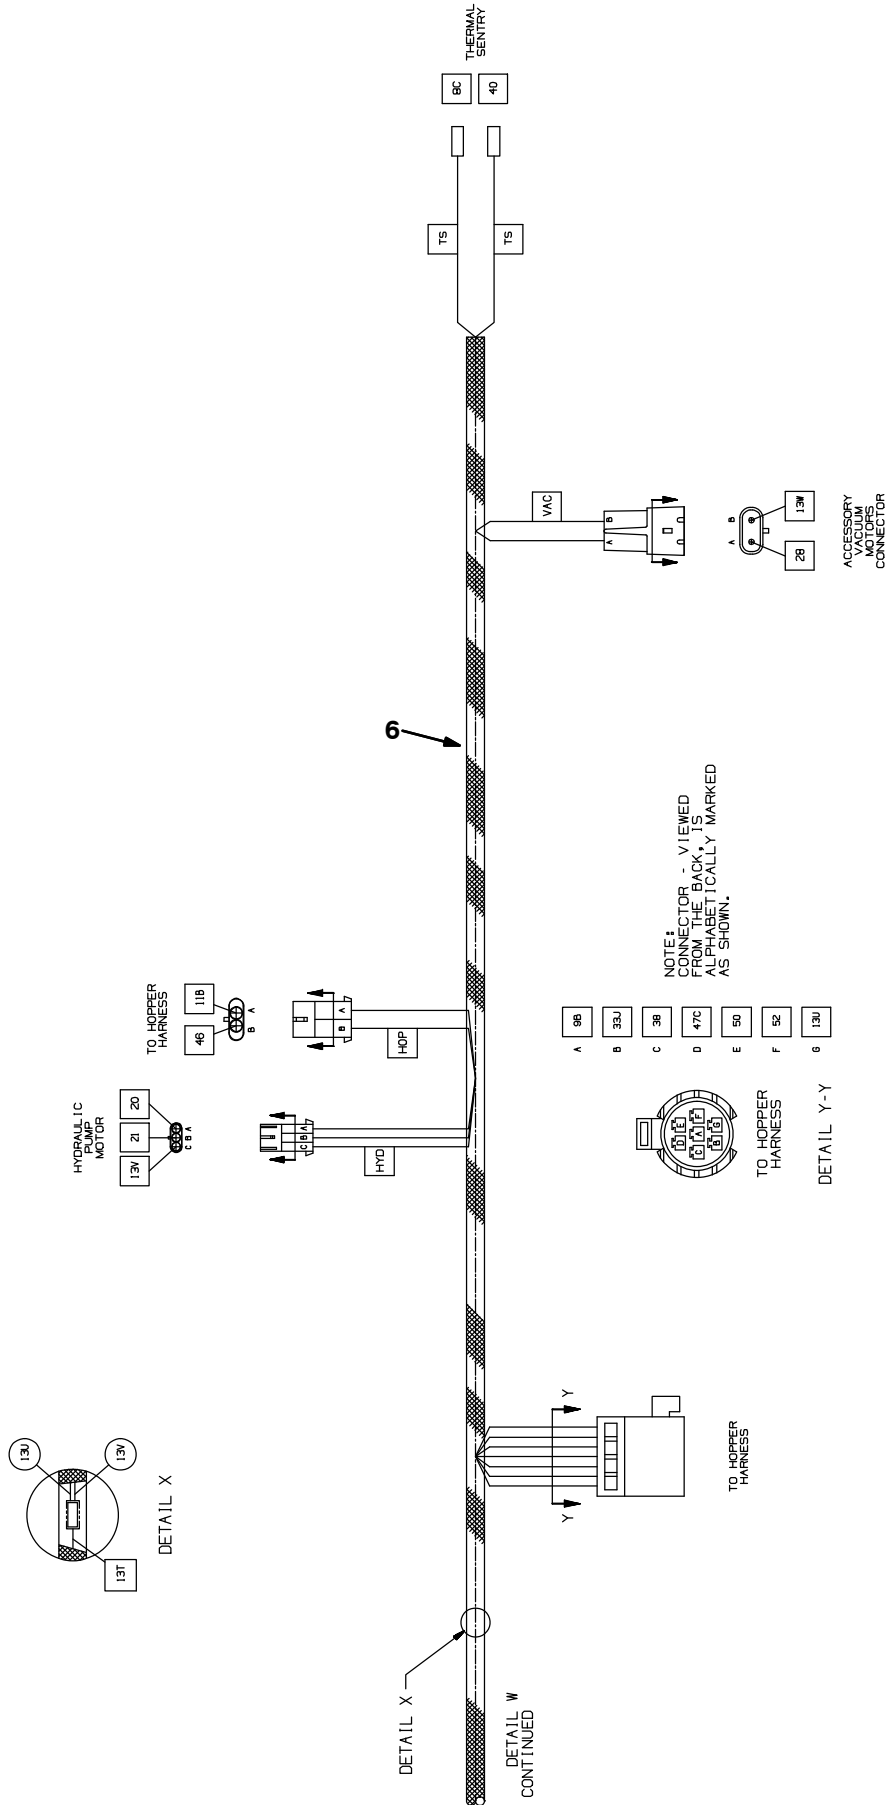 THERMAL
SENTRY
8C
40
TS
TS
VAC
A
B
A
B
28
13W
ACCESSORY
VACUUM
MOTORS
CONNECTOR
6
NOTE:
CONNECTOR - VIEWED
FROM THE BACK, IS
ALPHABETICALLY MARKED
AS SHOWN.
TO HOPPER
HARNESS
46
11B
B
A
B
A
HOP
HYDRAULIC
PUMP
MOTOR
13V
21
20
C
B
A
C
B
A
HYD
A 9B
B 33J
C 38
D 47C
E 50
F 52
G 13U
D
E
C
A
F
B
G
TO HOPPER
HARNESS
DETAIL Y-Y
Y
Y
TO HOPPER
HARNESS
13U
13V
13T
DETAIL X
DETAIL X
DETAIL W
CONTINUED